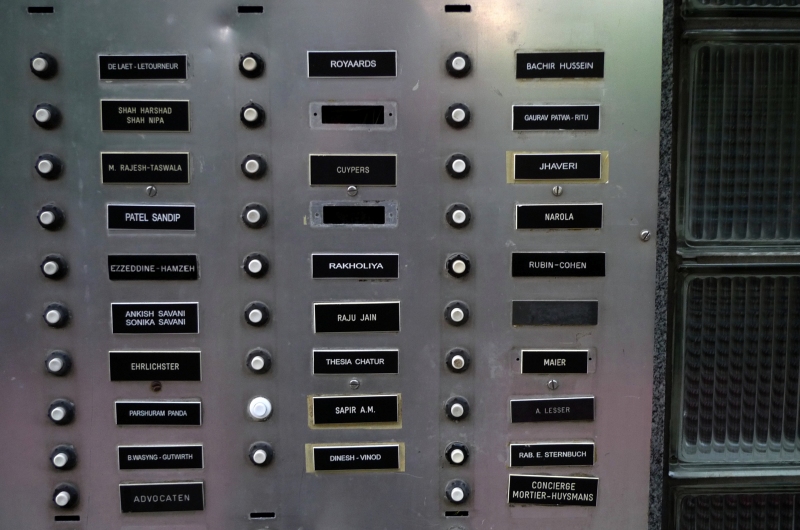 DE LAET - LETOURNEUR
SHAH HARSHAD
SHAH NIPA
M. RAJESH-TASWALA
PATEL SANDIP
EZZEDDINE-HAMZEH
ANKISH SAVANI
SONIKA SAVANI
EHRLICHSTER
PARSHURAM PANDA
B.WASYNG-GUTWIRTH
ADVOCATEN
ROYAARDS
CUYPERS
RAKHOLIYA
RAJU JAIN
THESIA CHATUR
SAPIR A.M.
DINESH-VINOD
BACHIR HUSSEIN
GAURAV PATWA-RITU
JHAVERI
NAROLA
RUBIN-COHEN
MAIER
A. LESSER
RAB. E. STERNBUCH
CONCIERGE
MORTIER-HUYSMANS